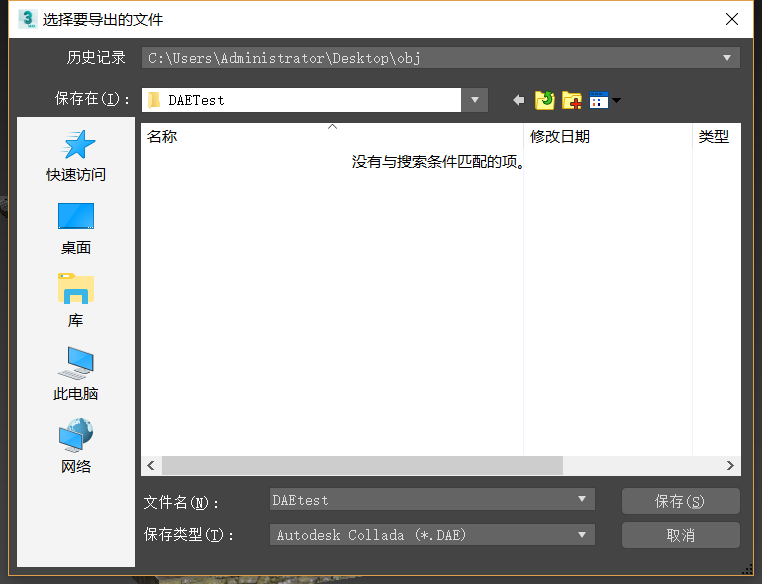 选择要导出的文件
历史记录 C:\Users\Administrator\Desktop\obj
保存在(I): DAETest
名称 修改日期 类型
没有与搜索条件匹配的项。
快速访问
桌面
库
此电脑
网络
文件名(N): DAEtest 保存(S)
保存类型(T): Autodesk Collada (*.DAE) 取消